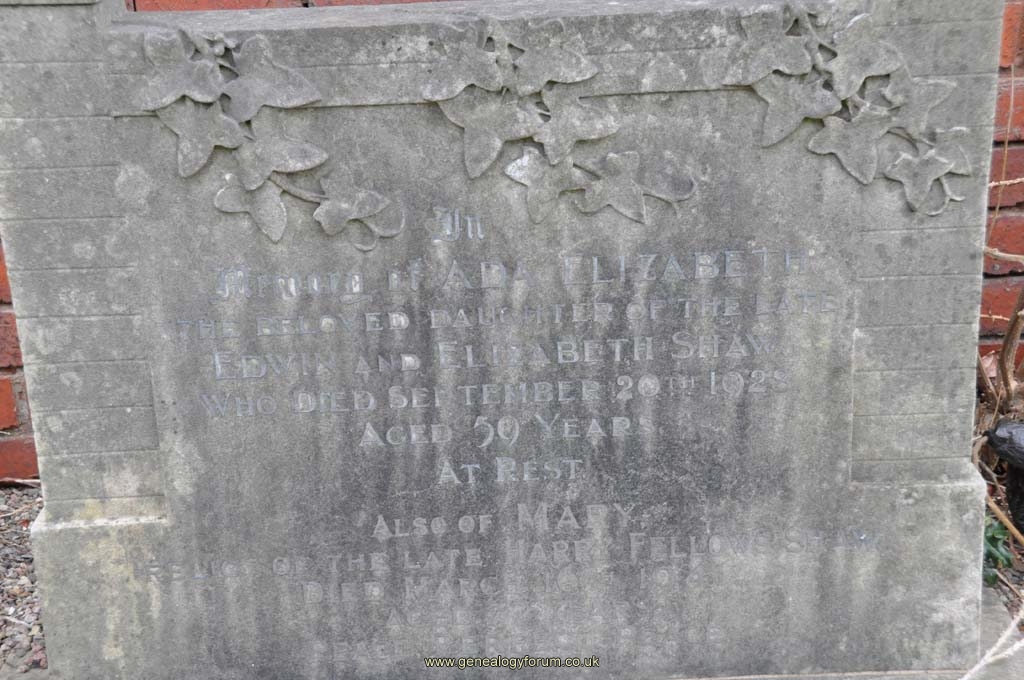 In
Memory of ADA ELIZABETH
THE BELOVED DAUGHTER OF THE LATE
EDWIN AND ELIZABETH SHAW
WHO DIED SEPTEMBER 20TH 1928
AGED 59 YEARS
AT REST
ALSO OF MARY,
RELICT OF THE LATE HARRY FELLOWS SHAW
DIED MARCH
www.genealogyforum.co.uk